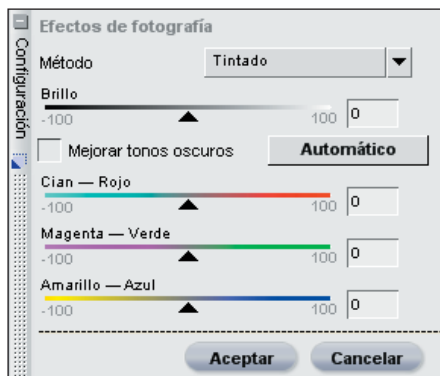 Configuración
Efectos de fotografía
Método Tintado
Brillo
-100 100 0
Mejorar tonos oscuros Automático
Cian — Rojo
-100 100 0
Magenta — Verde
-100 100 0
Amarillo — Azul
-100 100 0
Aceptar Cancelar